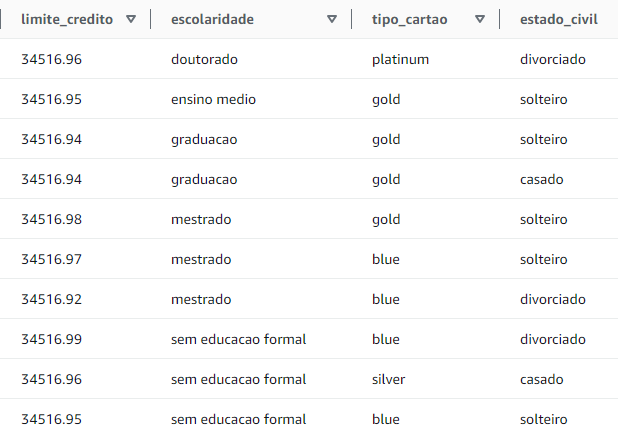 limite_credito escolaridade tipo_cartao estado_civil
34516.96 doutorado platinum divorciado
34516.95 ensino medio gold solteiro
34516.94 graduacao gold solteiro
34516.94 graduacao gold casado
34516.98 mestrado gold solteiro
34516.97 mestrado blue solteiro
34516.92 mestrado blue divorciado
34516.99 sem educacao formal blue divorciado
34516.96 sem educacao formal silver casado
34516.95 sem educacao formal blue solteiro